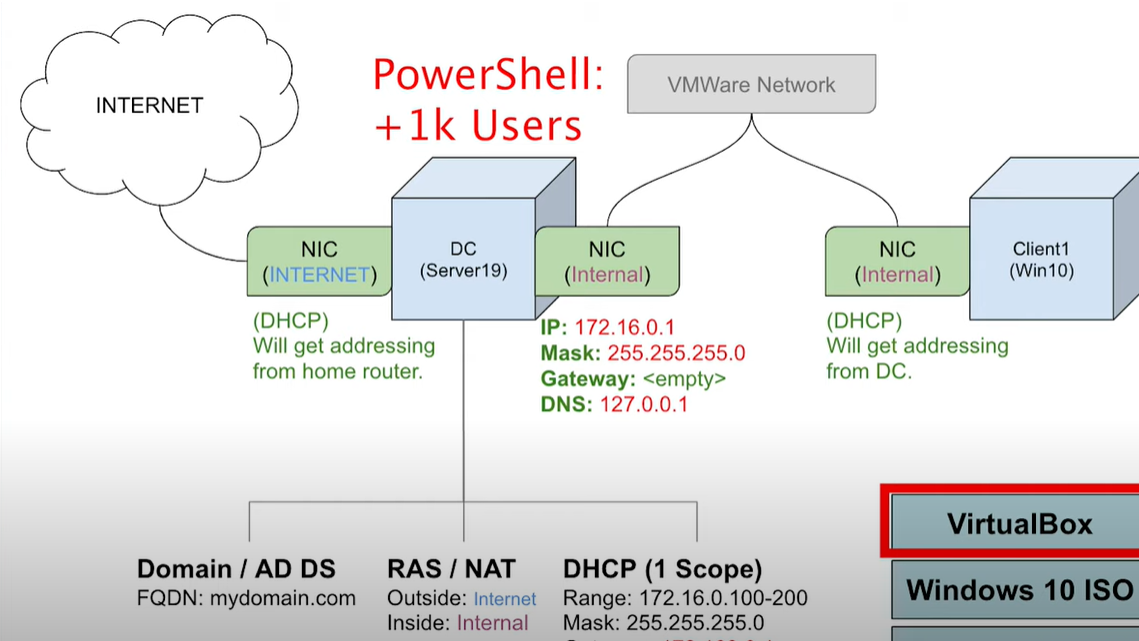 INTERNET
PowerShell:
+1k Users
VMWare Network
NIC
(INTERNET)
DC
(Server19)
NIC
(Internal)
NIC
(Internal)
Client1
(Win10)
(DHCP)
Will get addressing
from home router.
IP: 172.16.0.1
Mask: 255.255.255.0
Gateway: <empty>
DNS: 127.0.0.1
(DHCP)
Will get addressing
from DC.
Domain / AD DS
FQDN: mydomain.com
RAS / NAT
Outside: Internet
Inside: Internal
DHCP (1 Scope)
Range: 172.16.0.100-200
Mask: 255.255.255.0
VirtualBox
Windows 10 ISO